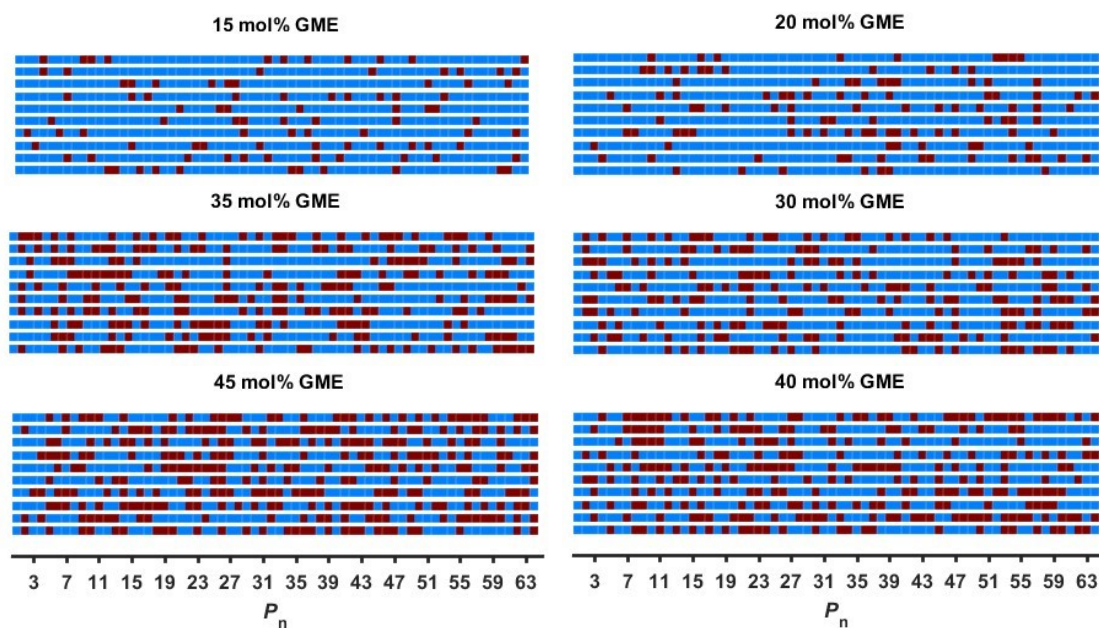 15 mol% GME
20 mol% GME
35 mol% GME
30 mol% GME
45 mol% GME
40 mol% GME
3 7 11 15 19 23 27 31 35 39 43 47 51 55 59 63
3 7 11 15 19 23 27 31 35 39 43 47 51 55 59 63
Pn
Pn